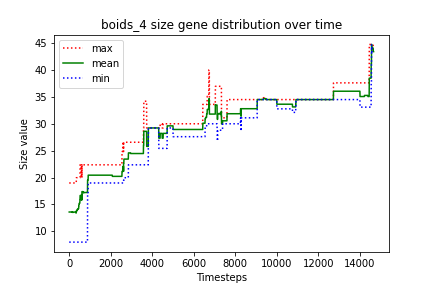 boids_4 size gene distribution over time
max
mean
min
Size value
45
40
35
30
25
20
15
10
0 2000 4000 6000 8000 10000 12000 14000
Timesteps